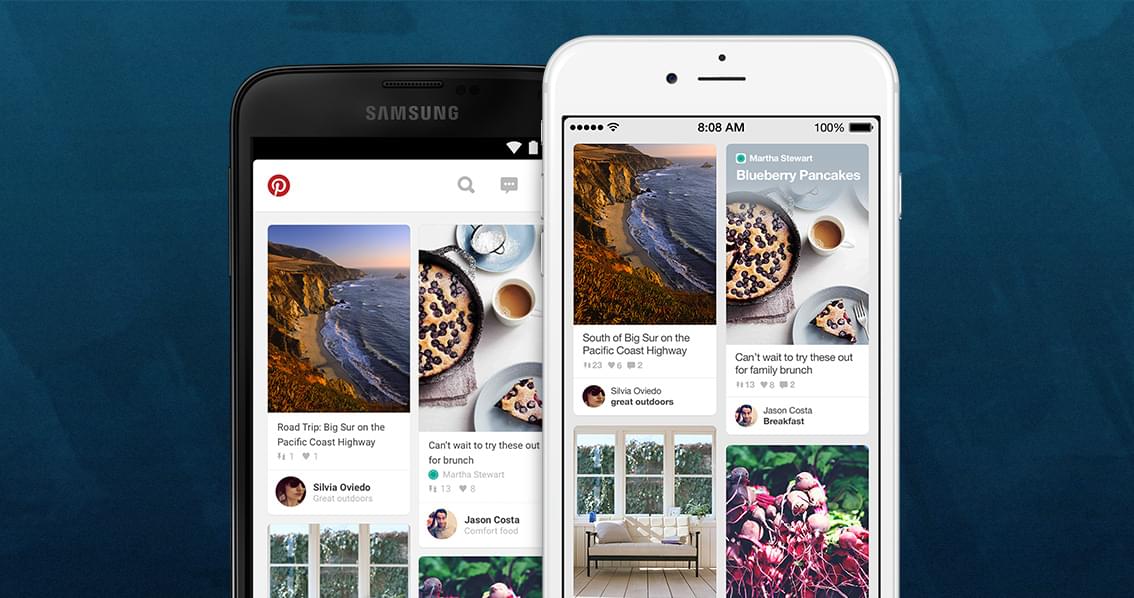 SAMSUNG
Road Trip: Big Sur on the
Pacific Coast Highway
1 1
Silvia Oviedo
Great outdoors
Can't wait to try these out
for brunch
Martha Stewart
13 8
Jason Costa
Comfort food
8:08 AM 100%
South of Big Sur on the
Pacific Coast Highway
23 6 2
Silvia Oviedo
great outdoors
Martha Stewart
Blueberry Pancakes
Can't wait to try these out
for family brunch
13 8 2
Jason Costa
Breakfast